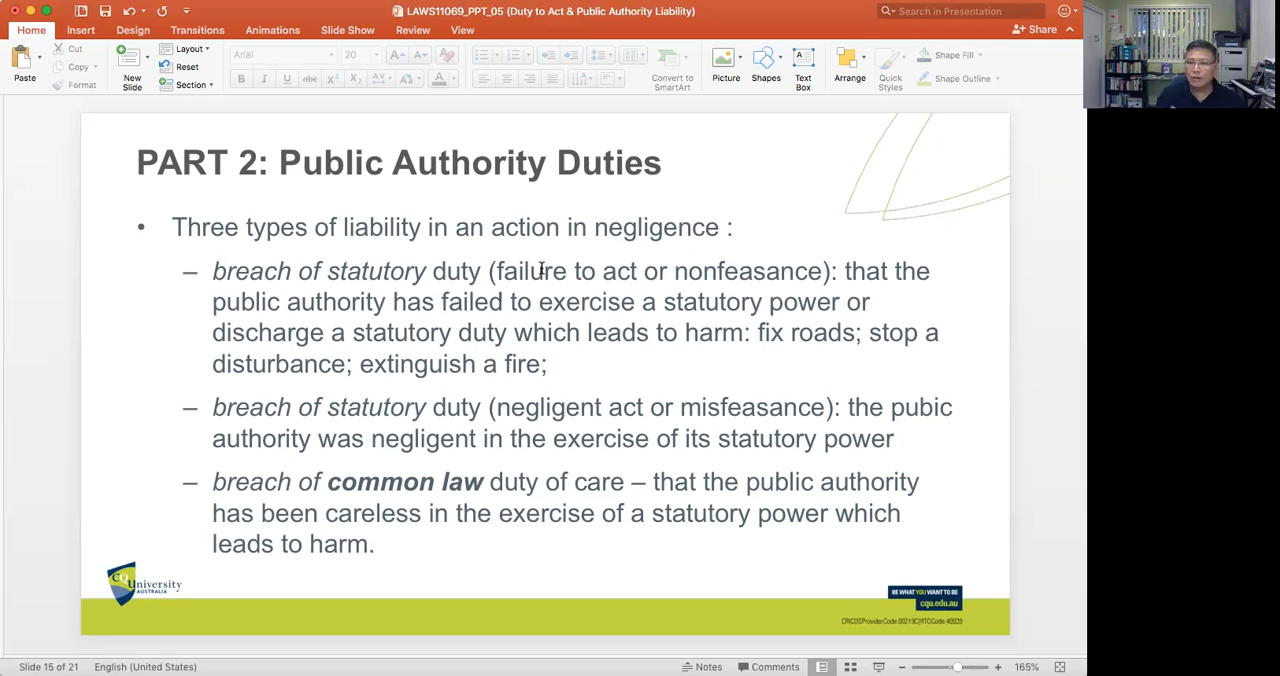 LAWS11069_PPT_05 (Duty to Act & Public Authority Liability)
Search in Presentation
Home Insert Design Transitions Animations Slide Show Review View
Share
Paste
Cut
Copy
Format
New
Slide
Layout
Reset
Section
Arial
20
Convert to
SmartArt
Picture
Shapes
Text
Box
Arrange
Quick
Styles
Shape Fill
Shape Outline
PART 2: Public Authority Duties
• Three types of liability in an action in negligence :
– breach of statutory duty (failure to act or nonfeasance): that the
public authority has failed to exercise a statutory power or
discharge a statutory duty which leads to harm: fix roads; stop a
disturbance; extinguish a fire;
– breach of statutory duty (negligent act or misfeasance): the pubic
authority was negligent in the exercise of its statutory power
– breach of common law duty of care – that the public authority
has been careless in the exercise of a statutory power which
leads to harm.
CQUniversity
AUSTRALIA
BE WHAT YOU WANT TO BE
cqu.edu.au
Slide 15 of 21
English (United States)
Notes
Comments
165%